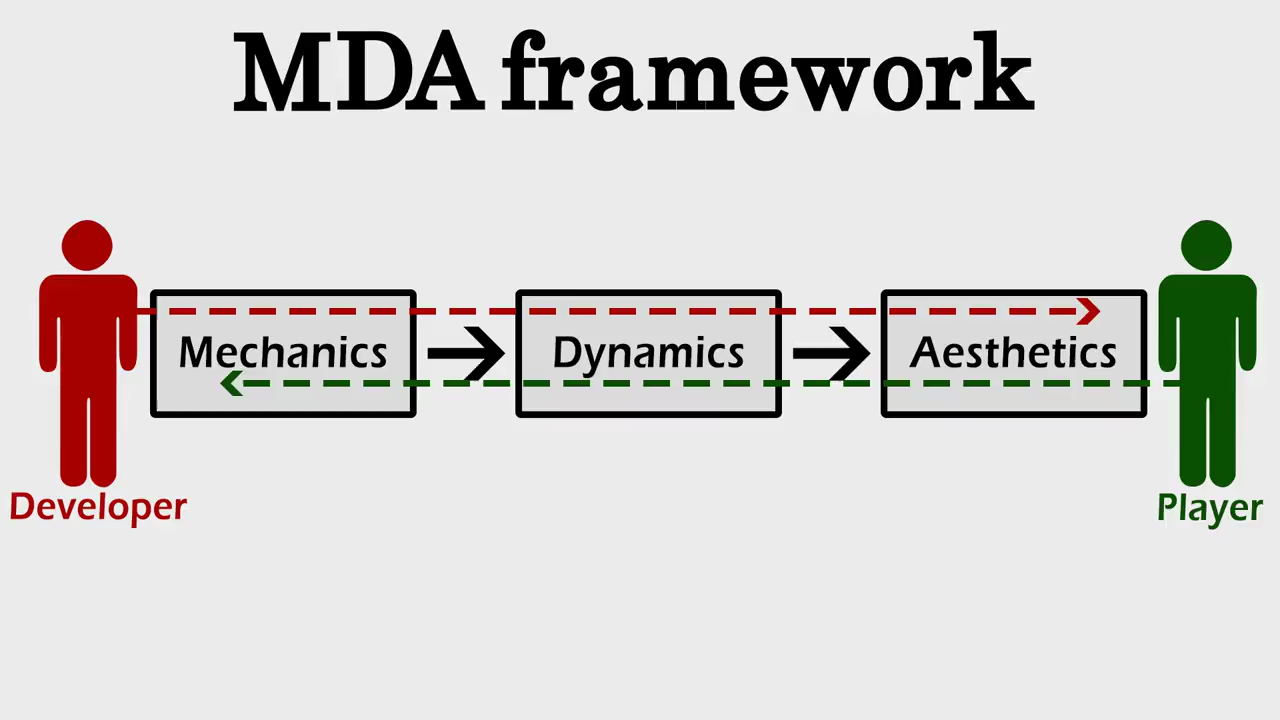 MDA framework
Mechanics
Dynamics
Aesthetics
Developer
Player